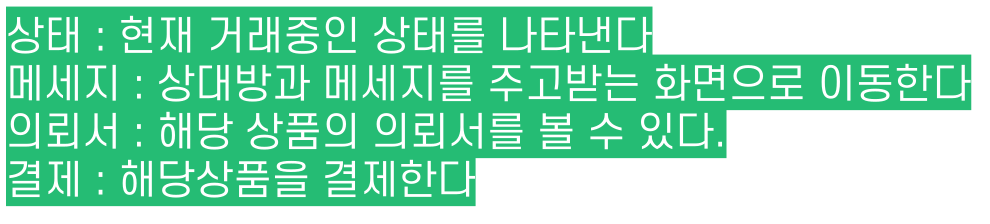 상태 : 현재 거래중인 상태를 나타낸다
메세지 : 상대방과 메세지를 주고받는 화면으로 이동한다
의뢰서 : 해당 상품의 의뢰서를 볼 수 있다.
결제 : 해당상품을 결제한다